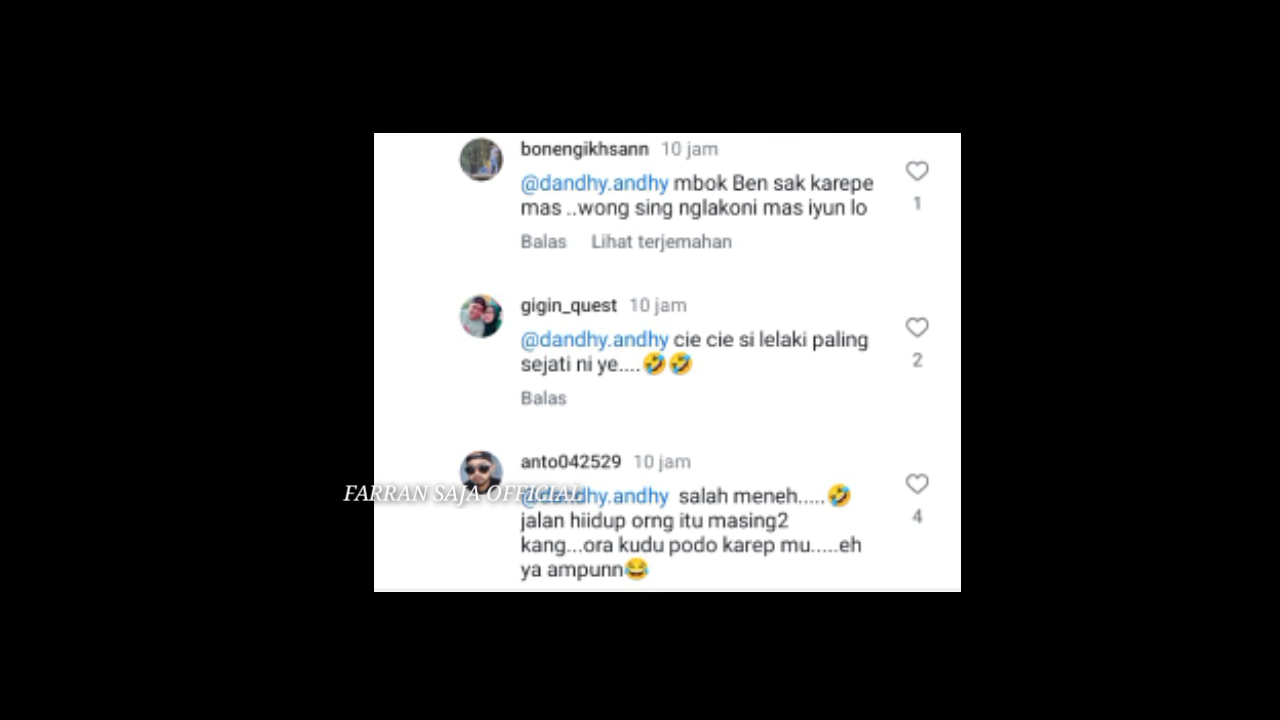 bonengikhsann 10 jam
@dandhy.andhy mbok Ben sak karepe
mas ..wong sing nglakoni mas iyun lo
1
Balas Lihat terjemahan
gigin_quest 10 jam
@dandhy.andhy cie cie si lelaki paling
sejati ni ye....🤣🤣
2
Balas
anto042529 10 jam
FARRAN SAJA OFFICIAL
@dandhy.andhy salah meneh.....🤣
jalan hiidup orng itu masing2
4
kang...ora kudu podo karep mu.....eh
ya ampunn😂